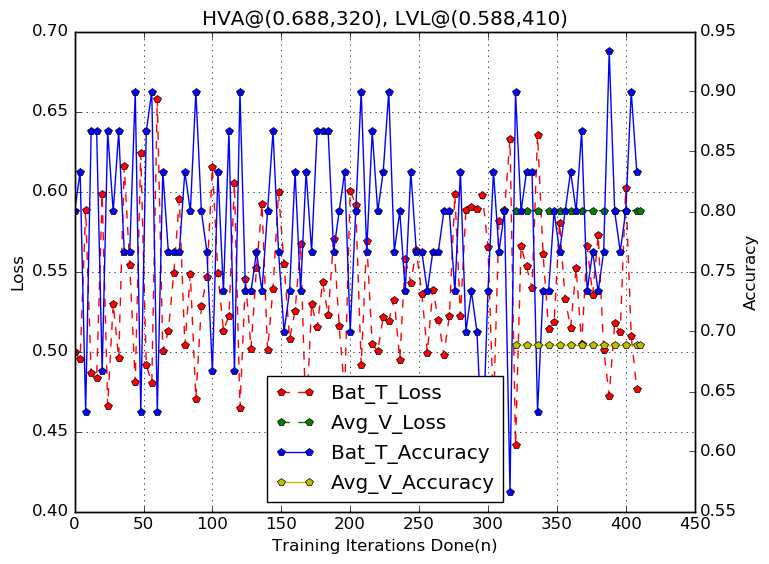 HVA@(0.688,320), LVL@(0.588,410)
0.70
0.65
0.60
0.55
0.50
0.45
0.40
Loss
0.95
0.90
0.85
0.80
0.75
0.70
0.65
0.60
0.55
Accuracy
Bat_T_Loss
Avg_V_Loss
Bat_T_Accuracy
Avg_V_Accuracy
0 50 100 150 200 250 300 350 400 450
Training Iterations Done(n)